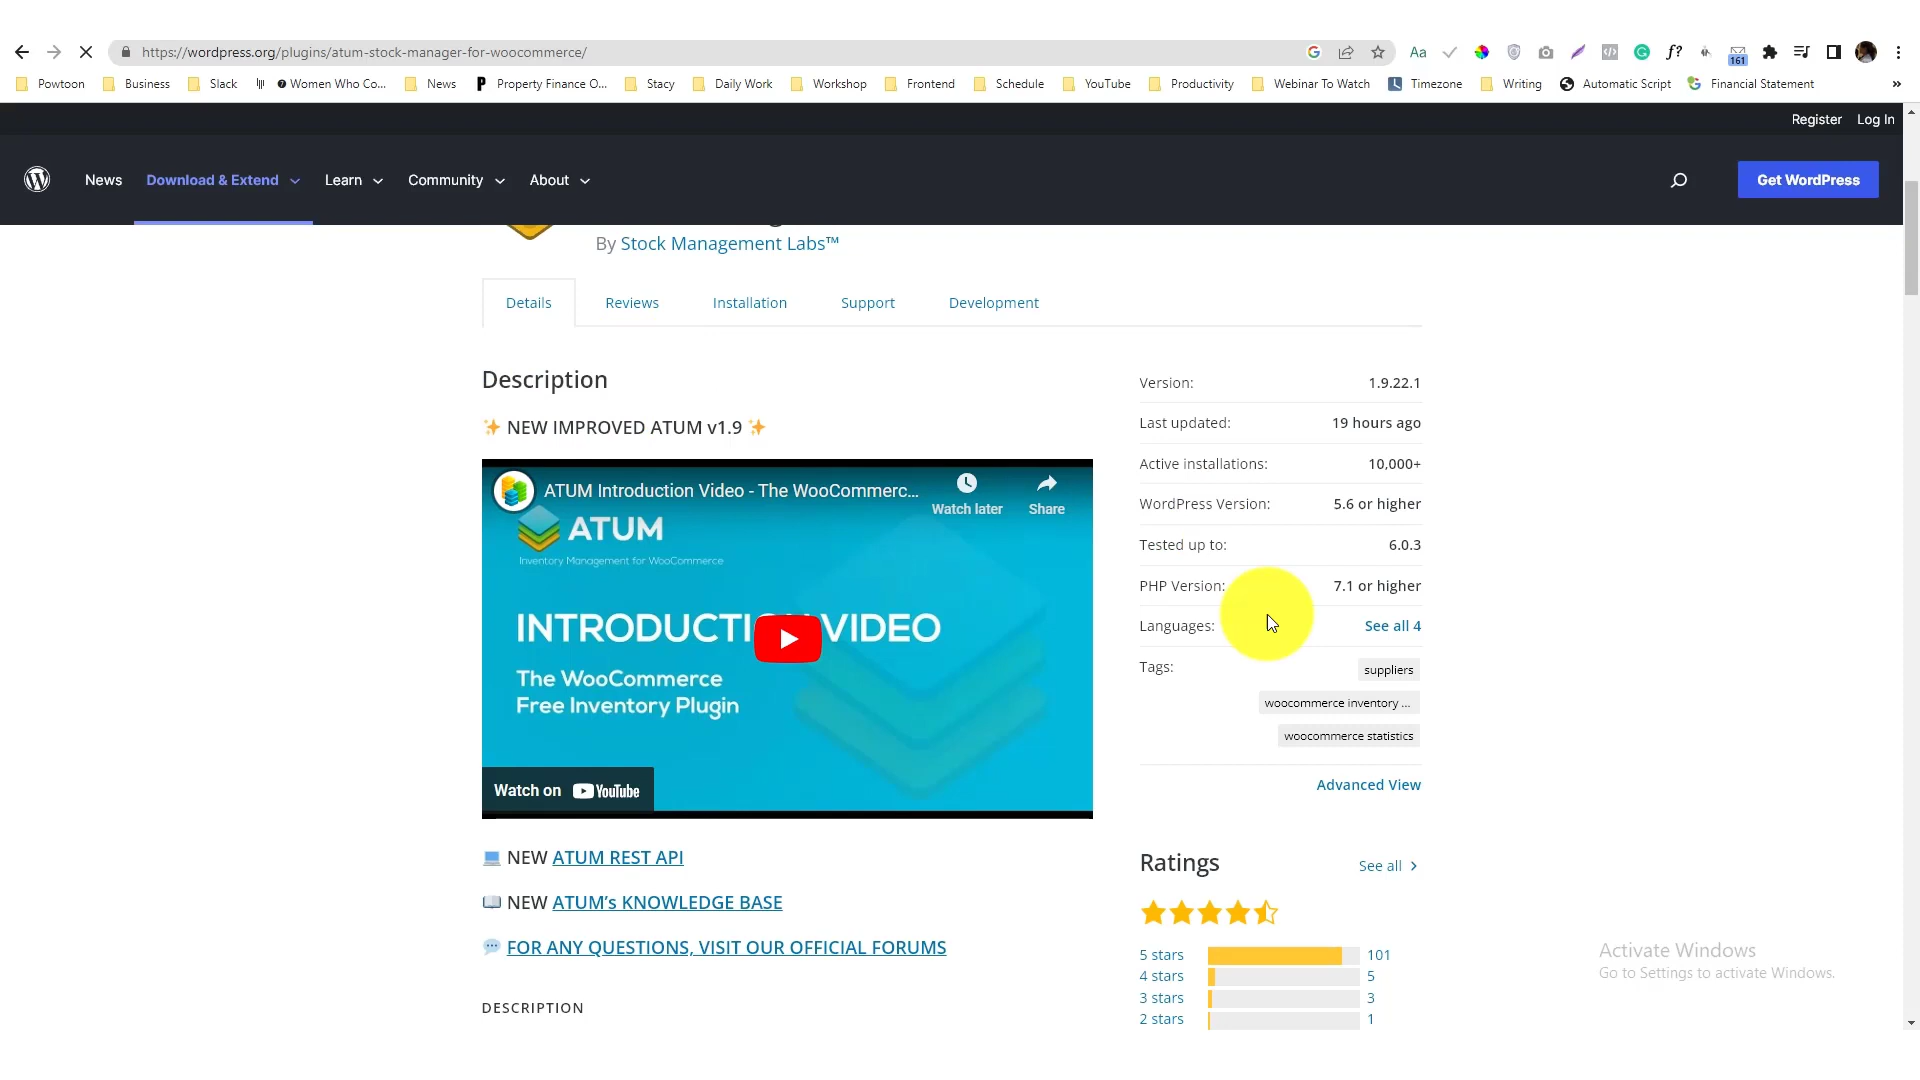 https://wordpress.org/plugins/atum-stock-manager-for-woocommerce/
Aa
f?
161
Powtoon
Business
Slack
Women Who Co...
News
Property Finance O...
Stacy
Daily Work
Workshop
Frontend
Schedule
YouTube
Productivity
Webinar To Watch
Timezone
Writing
Automatic Script
Financial Statement
»
Register
Log In
News
Download & Extend
Learn
Community
About
Get WordPress
By Stock Management Labs™
Details
Reviews
Installation
Support
Development
Description
✨ NEW IMPROVED ATUM v1.9 ✨
ATUM Introduction Video - The WooCommerc...
Watch later
Share
ATUM
Inventory Management for WooCommerce
INTRODUCTI VIDEO
The WooCommerce
Free Inventory Plugin
Watch on YouTube
💻 NEW ATUM REST API
📖 NEW ATUM’s KNOWLEDGE BASE
💬 FOR ANY QUESTIONS, VISIT OUR OFFICIAL FORUMS
DESCRIPTION
Version: 1.9.22.1
Last updated: 19 hours ago
Active installations: 10,000+
WordPress Version: 5.6 or higher
Tested up to: 6.0.3
PHP Version: 7.1 or higher
Languages: See all 4
Tags: suppliers
woocommerce inventory ...
woocommerce statistics
Advanced View
Ratings
See all
5 stars 101
4 stars 5
3 stars 3
2 stars 1
Activate Windows
Go to Settings to activate Windows.